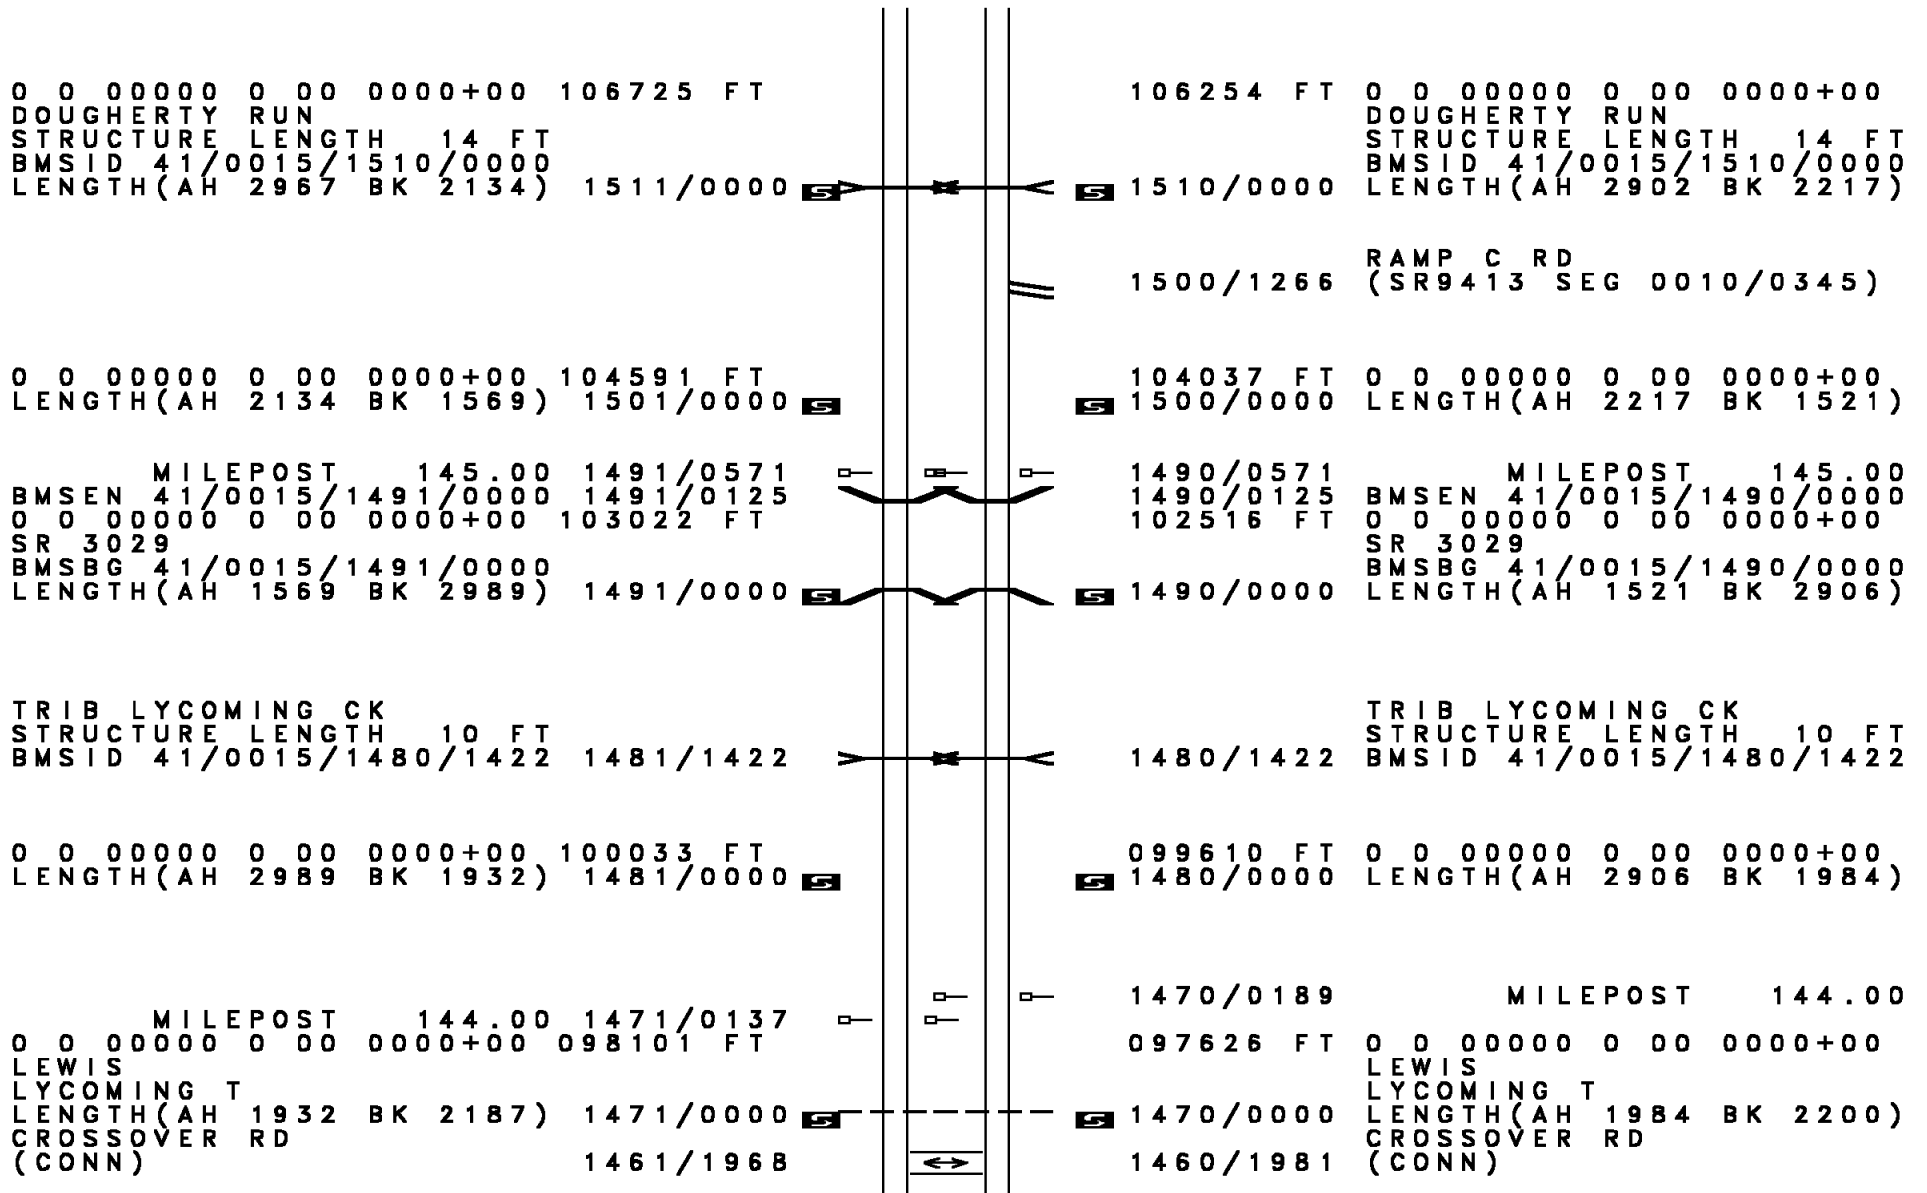 0 0 00000 0 00 0000+00 106725 FT
DOUGHERTY RUN
STRUCTURE LENGTH 14 FT
BMSID 41/0015/1510/0000
LENGTH(AH 2967 BK 2134) 1511/0000 S
0 0 00000 0 00 0000+00 104591 FT
LENGTH(AH 2134 BK 1569) 1501/0000 S
MILEPOST 145.00 1491/0571
BMSEN 41/0015/1491/0000 1491/0125
0 0 00000 0 00 0000+00 103022 FT
SR 3029
BMSBG 41/0015/1491/0000
LENGTH(AH 1569 BK 2989) 1491/0000 S
TRIB LYCOMING CK
STRUCTURE LENGTH 10 FT
BMSID 41/0015/1480/1422 1481/1422
0 0 00000 0 00 0000+00 100033 FT
LENGTH(AH 2989 BK 1932) 1481/0000 S
MILEPOST 144.00 1471/0137
0 0 00000 0 00 0000+00 098101 FT
LEWIS
LYCOMING T
LENGTH(AH 1932 BK 2187) 1471/0000 S
CROSSOVER RD
(CONN) 1461/1968
106254 FT 0 0 00000 0 00 0000+00
DOUGHERTY RUN
STRUCTURE LENGTH 14 FT
BMSID 41/0015/1510/0000
S 1510/0000 LENGTH(AH 2902 BK 2217)
RAMP C RD
1500/1266 (SR9413 SEG 0010/0345)
104037 FT 0 0 00000 0 00 0000+00
S 1500/0000 LENGTH(AH 2217 BK 1521)
1490/0571 MILEPOST 145.00
1490/0125 BMSEN 41/0015/1490/0000
102516 FT 0 0 00000 0 00 0000+00
SR 3029
BMSBG 41/0015/1490/0000
S 1490/0000 LENGTH(AH 1521 BK 2906)
TRIB LYCOMING CK
STRUCTURE LENGTH 10 FT
1480/1422 BMSID 41/0015/1480/1422
099610 FT 0 0 00000 0 00 0000+00
S 1480/0000 LENGTH(AH 2906 BK 1984)
1470/0189 MILEPOST 144.00
097626 FT 0 0 00000 0 00 0000+00
LEWIS
LYCOMING T
S 1470/0000 LENGTH(AH 1984 BK 2200)
CROSSOVER RD
1460/1981 (CONN)